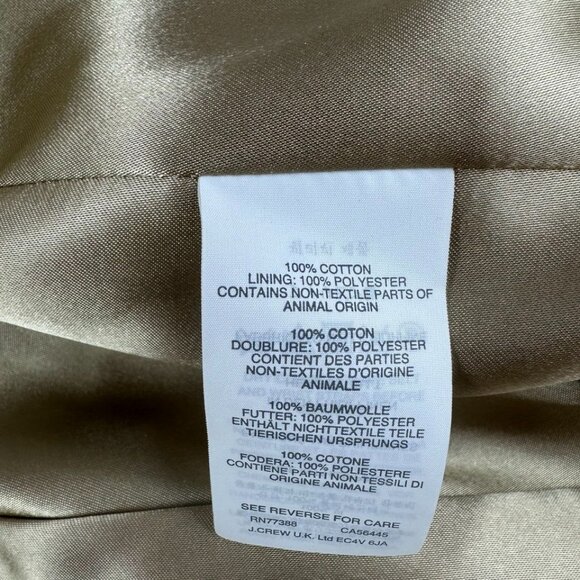 100% COTTON
LINING: 100% POLYESTER
CONTAINS NON-TEXTILE PARTS OF
ANIMAL ORIGIN
100% COTON
DOUBLURE: 100% POLYESTER
CONTIENT DES PARTIES
NON-TEXTILES D'ORIGINE
ANIMALE
100% BAUMWOLLE
FUTTER: 100% POLYESTER
ENTHÄLT NICHTTEXTILE TEILE
TIERISCHEN URSPRUNGS
100% COTONE
FODERA: 100% POLIESTERE
CONTIENE PARTI NON TESSILI DI
ORIGINE ANIMALE
SEE REVERSE FOR CARE
RN77388 CA56445
J.CREW U.K. Ltd EC4V 6JA